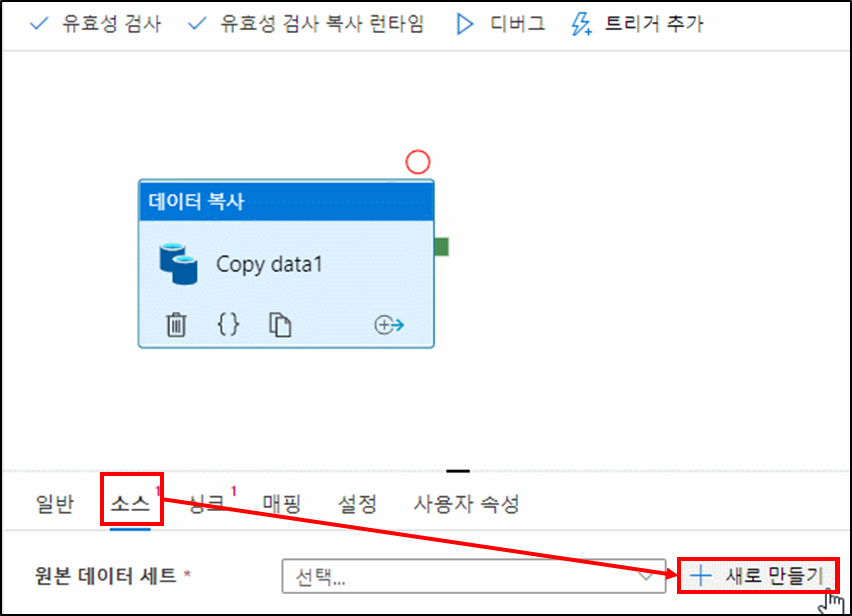 유효성 검사 유효성 검사 복사 런타임 디버그 트리거 추가
데이터 복사
Copy data1
{}
일반 소스 1 싱크 1 매핑 설정 사용자 속성
원본 데이터 세트 * 선택... + 새로 만들기